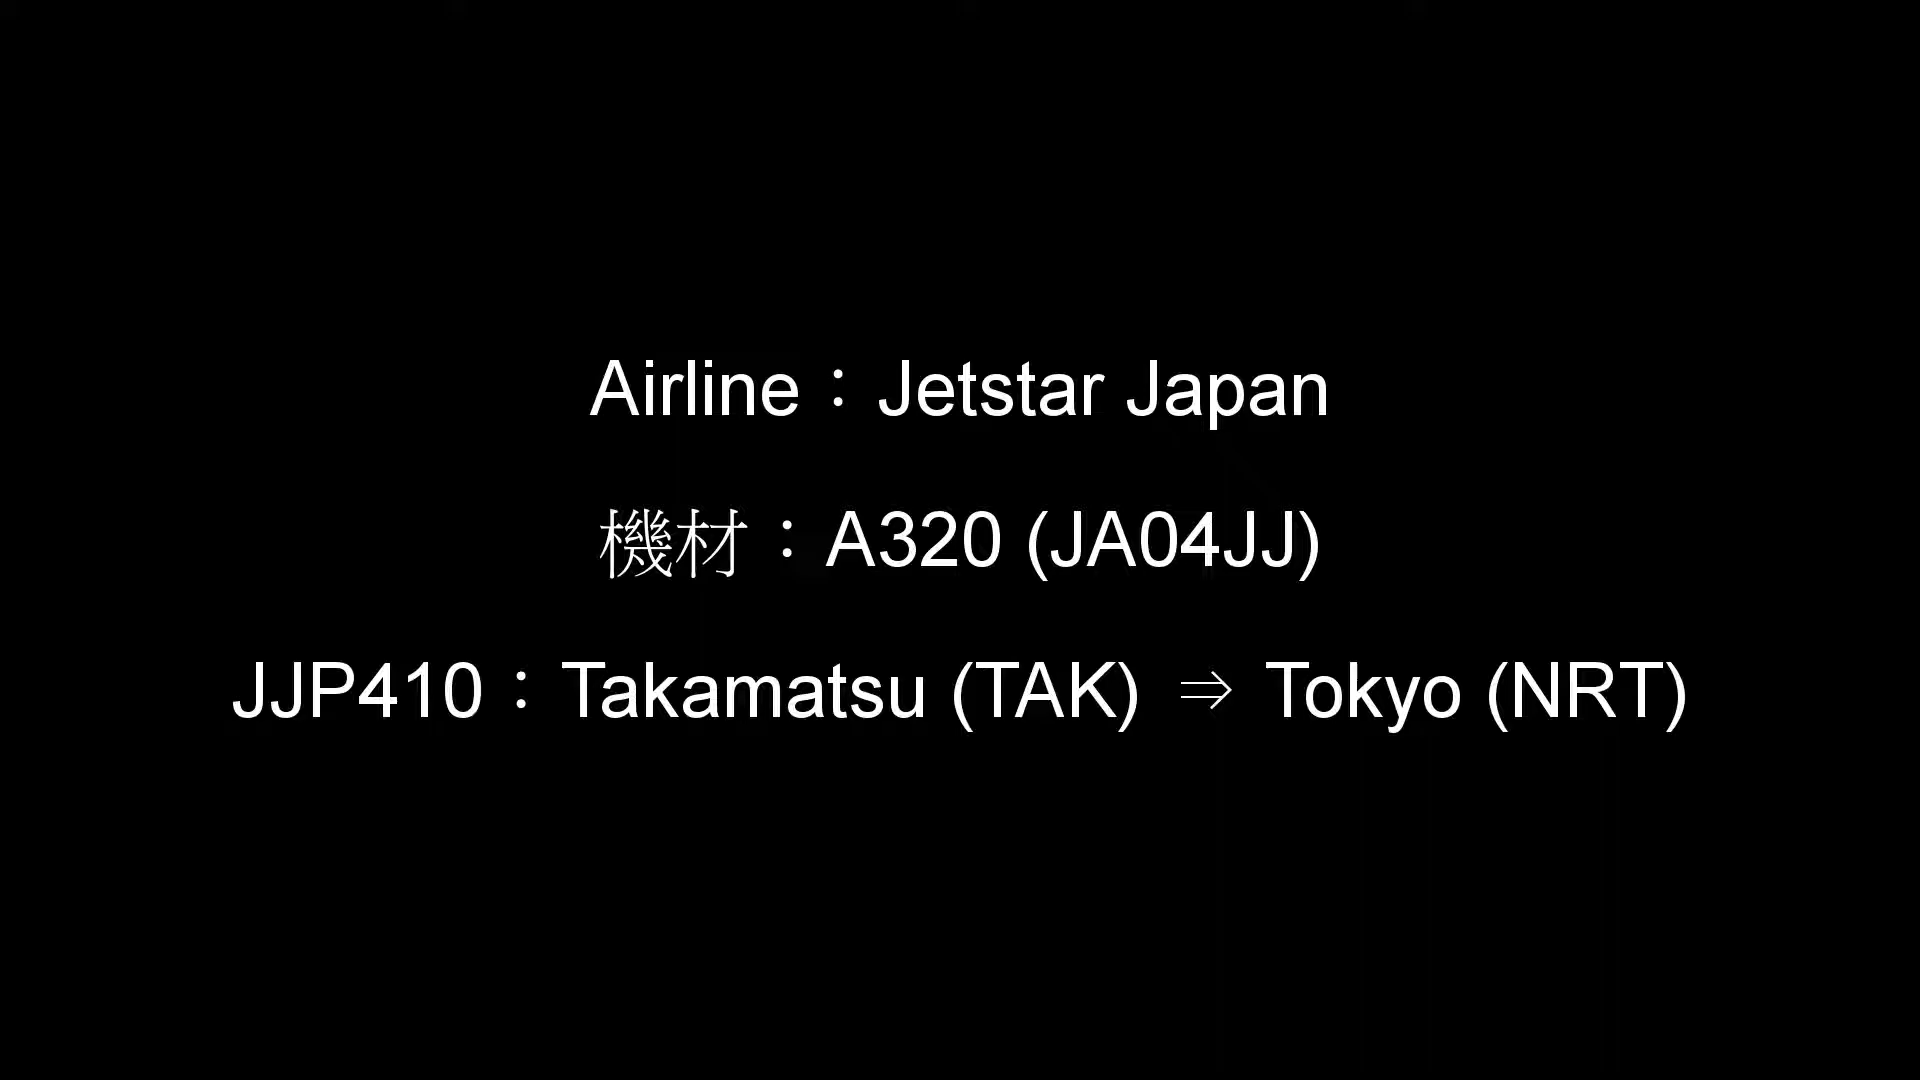 Airline：Jetstar Japan
機材：A320 (JA04JJ)
JJP410：Takamatsu (TAK) ⇒ Tokyo (NRT)